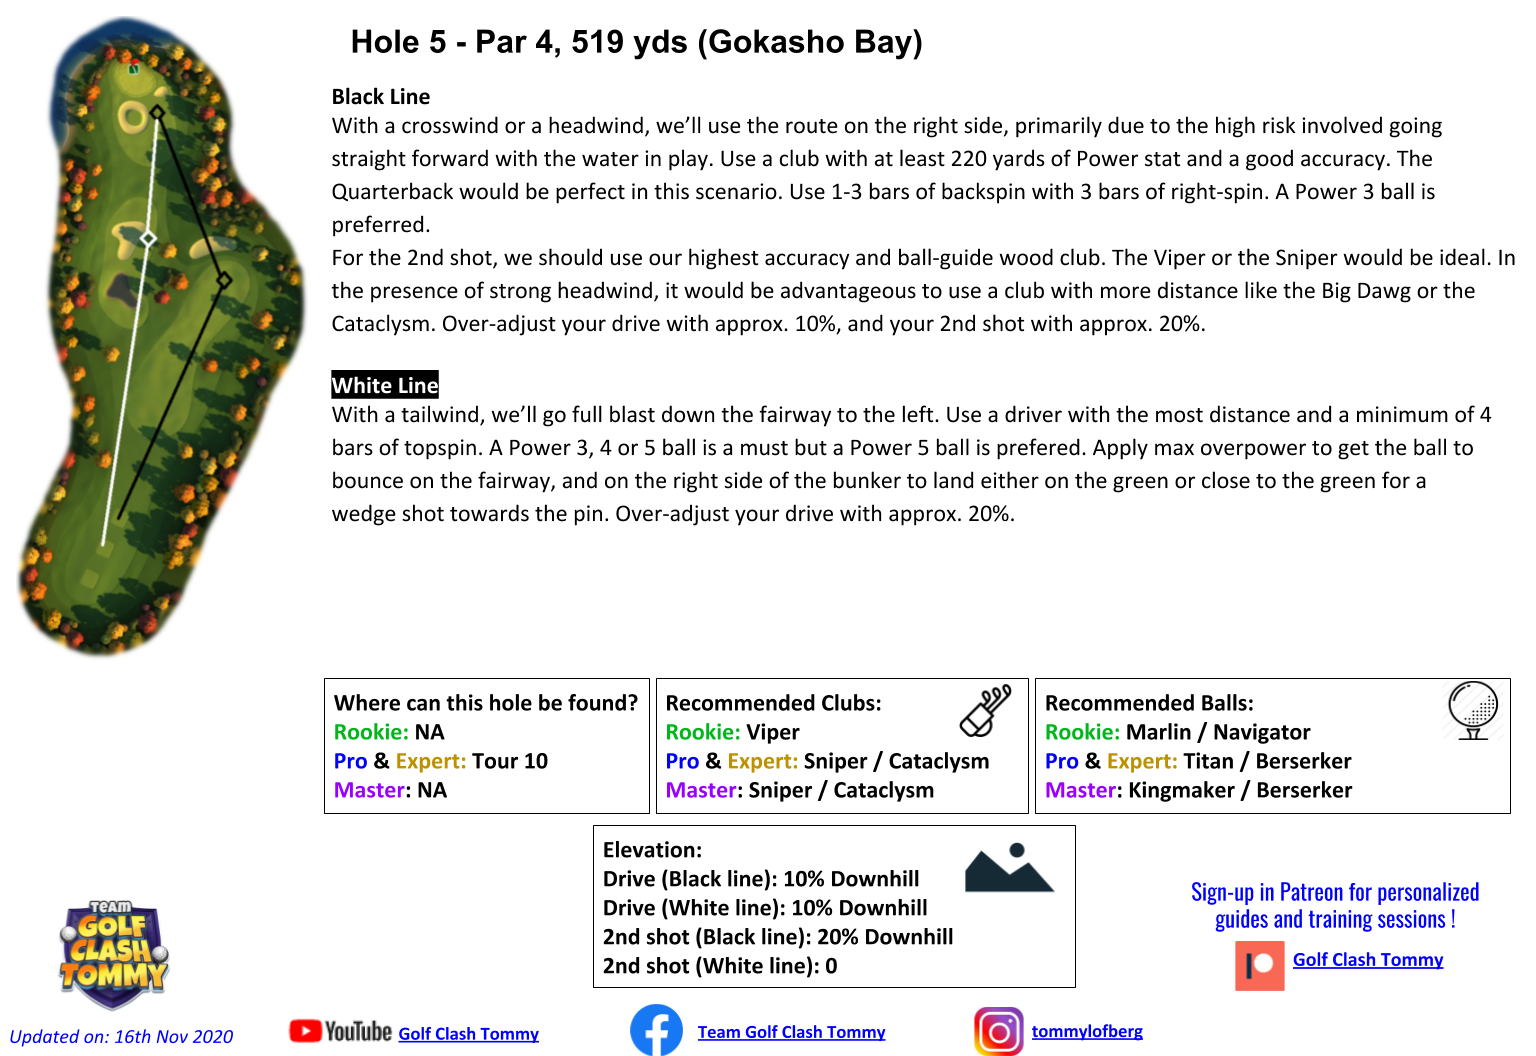 Hole 5 - Par 4, 519 yds (Gokasho Bay)
Black Line
With a crosswind or a headwind, we’ll use the route on the right side, primarily due to the high risk involved going
straight forward with the water in play. Use a club with at least 220 yards of Power stat and a good accuracy. The
Quarterback would be perfect in this scenario. Use 1-3 bars of backspin with 3 bars of right-spin. A Power 3 ball is
preferred.
For the 2nd shot, we should use our highest accuracy and ball-guide wood club. The Viper or the Sniper would be ideal. In
the presence of strong headwind, it would be advantageous to use a club with more distance like the Big Dawg or the
Cataclysm. Over-adjust your drive with approx. 10%, and your 2nd shot with approx. 20%.
White Line
With a tailwind, we’ll go full blast down the fairway to the left. Use a driver with the most distance and a minimum of 4
bars of topspin. A Power 3, 4 or 5 ball is a must but a Power 5 ball is prefered. Apply max overpower to get the ball to
bounce on the fairway, and on the right side of the bunker to land either on the green or close to the green for a
wedge shot towards the pin. Over-adjust your drive with approx. 20%.
Where can this hole be found?
Rookie: NA
Pro & Expert: Tour 10
Master: NA
Recommended Clubs:
Rookie: Viper
Pro & Expert: Sniper / Cataclysm
Master: Sniper / Cataclysm
Recommended Balls:
Rookie: Marlin / Navigator
Pro & Expert: Titan / Berserker
Master: Kingmaker / Berserker
Elevation:
Drive (Black line): 10% Downhill
Drive (White line): 10% Downhill
2nd shot (Black line): 20% Downhill
2nd shot (White line): 0
Sign-up in Patreon for personalized
guides and training sessions !
Golf Clash Tommy
TEAM
GOLF
CLASH
TOMMY
Updated on: 16th Nov 2020
YouTube Golf Clash Tommy
Team Golf Clash Tommy
tommylofberg